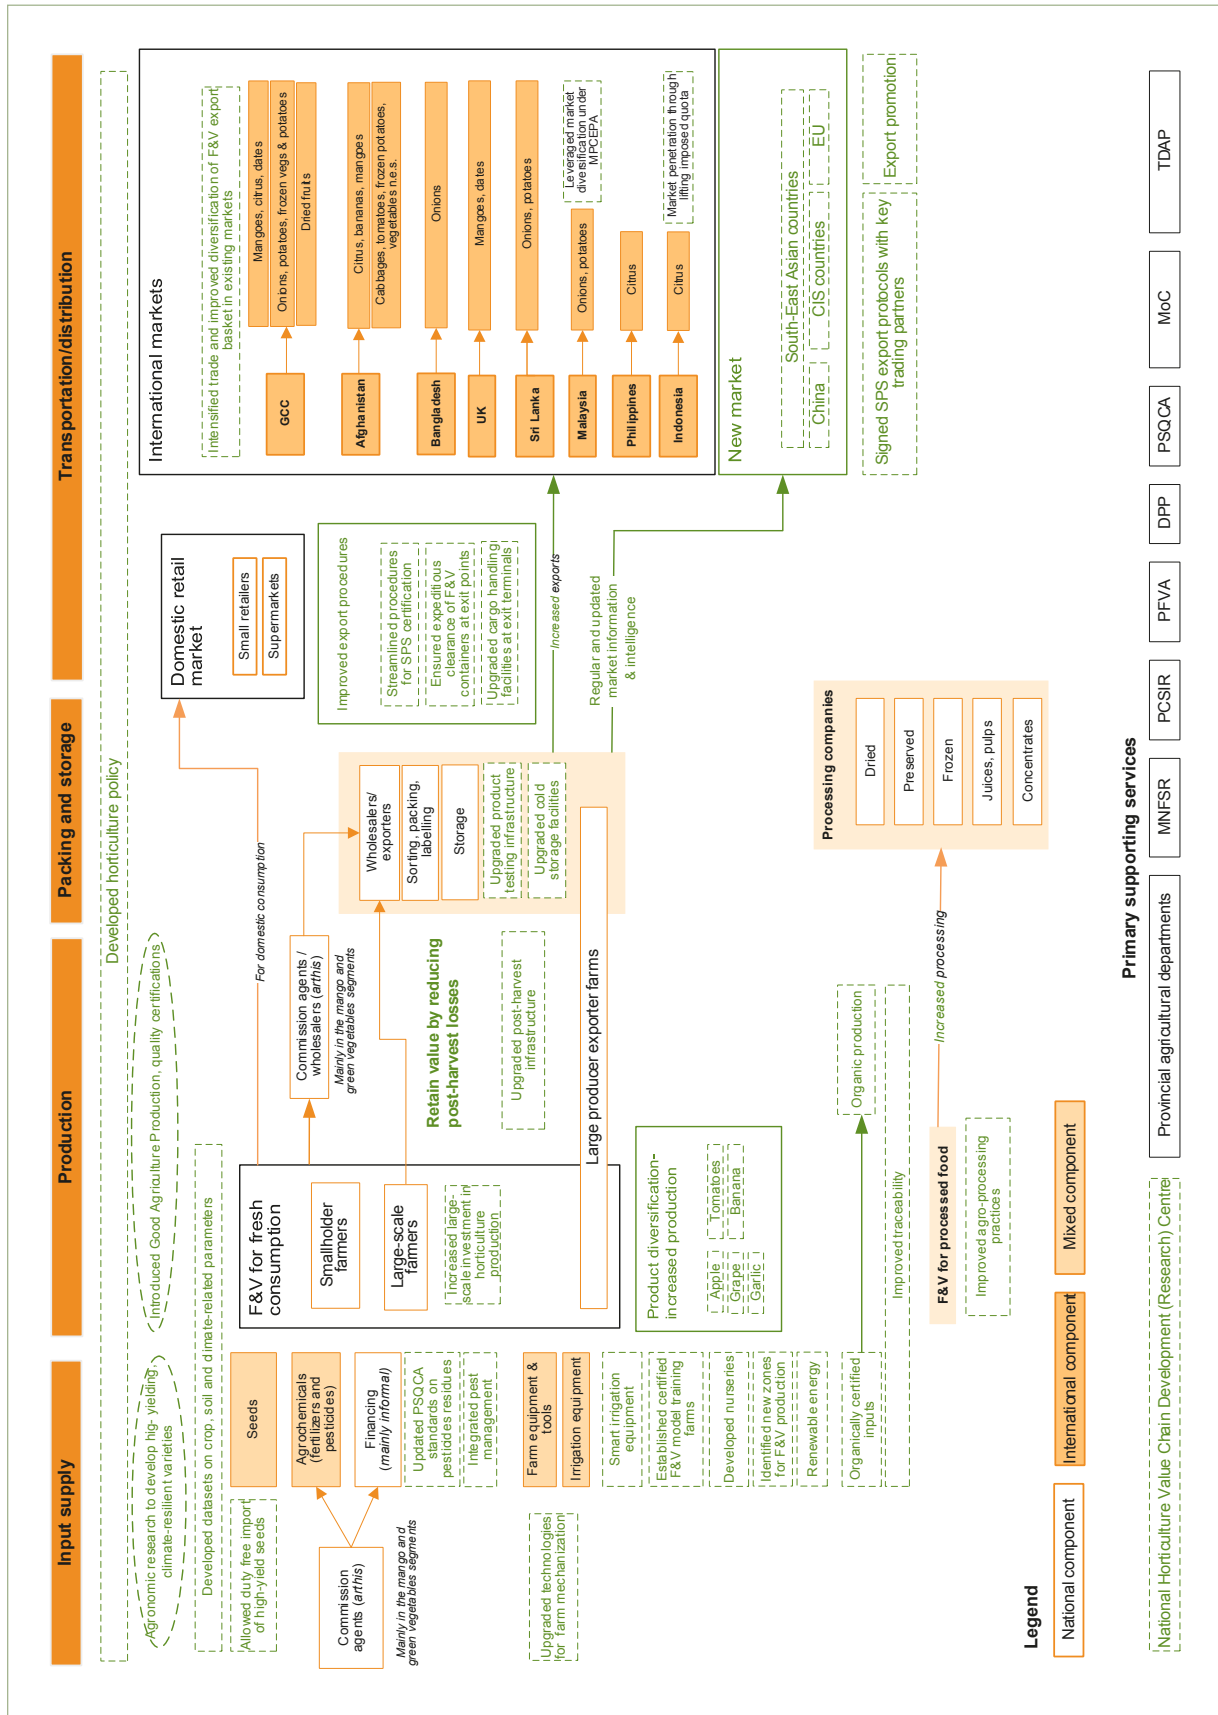 Input supply
Production
Packing and storage
Transportation/distribution
Developed horticulture policy
Agronomic research to develop hig- yielding,
climate-resilient varieties
Introduced Good Agriculture Production, quality certifications
Developed datasets on crop, soil and climate-related parameters
Allowed duty free import
of high-yield seeds
Seeds
Commission
agents (arthis)
Mainly in the mango and
green vegetables segments
Agrochemicals
(fertilizers and
pesticides)
Financing
(mainly informal)
Updated PSQCA
standards on
pesticides residues
Integrated pest
management
Upgraded technologies
for farm mechanization
Farm equipment &
tools
Irrigation equipment
Smart irrigation
equipment
Established certified
F&V model training
farms
Developed nurseries
Identified new zones
for F&V production
Renewable energy
Organically certified
inputs
F&V for fresh
consumption
Smallholder
farmers
Large-scale
farmers
Increased large-
scale investment in
horticulture
production
Large producer exporter farms
Commission agents /
wholesalers (arthis)
Mainly in the mango and
green vegetables segments
Retain value by reducing
post-harvest losses
Upgraded post-harvest
infrastructure
Product diversification-
increased production
Apple
Grape
Garlic
Tomatoes
Banana
Organic production
Improved traceability
F&V for processed food
Improved agro-processing
practices
Increased processing
For domestic consumption
Wholesalers/
exporters
Sorting, packing,
labelling
Storage
Upgraded product
testing infrastructure
Upgraded cold
storage facilities
Processing companies
Dried
Preserved
Frozen
Juices, pulps
Concentrates
Domestic retail
market
Small retailers
Supermarkets
Improved export procedures
Streamlined procedures
for SPS certification
Ensured expeditious
clearance of F&V
containers at exit points
Upgraded cargo handling
facilities at exit terminals
Increased exports
Regular and updated
market information
& intelligence
International markets
Intensified trade and improved diversification of F&V export
basket in existing markets
GCC
Mangoes, citrus, dates
Onions, potatoes, frozen vegs & potatoes
Dried fruits
Afghanistan
Citrus, bananas, mangoes
Cabbages, tomatoes, frozen potatoes,
vegetables n.e.s.
Bangladesh
Onions
UK
Mangoes, dates
Sri Lanka
Onions, potatoes
Malaysia
Onions, potatoes
Leveraged market
diversification under
MPCEPA
Philippines
Citrus
Indonesia
Citrus
Market penetration through
lifting imposed quota
New market
South-East Asian countries
China
CIS countries
EU
Signed SPS export protocols with key
trading partners
Export promotion
Legend
National component
International component
Mixed component
Primary supporting services
National Horticulture Value Chain Development (Research) Centre
Provincial agricultural departments
MNFSR
PCSIR
PFVA
DPP
PSQCA
MoC
TDAP